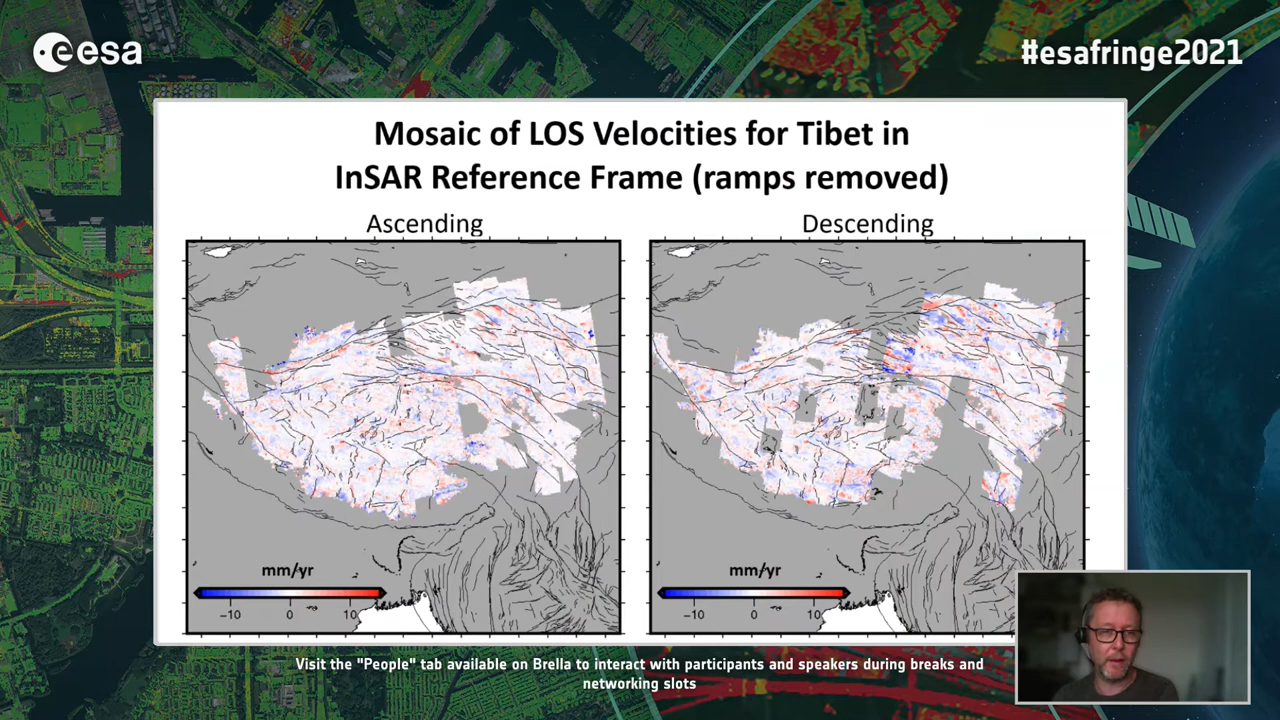 esa
#esafringe2021
Mosaic of LOS Velocities for Tibet in
InSAR Reference Frame (ramps removed)
Ascending
Descending
mm/yr
−10 0 10
mm/yr
−10 0 10
Visit the "People" tab available on Brella to interact with participants and speakers during breaks and
networking slots